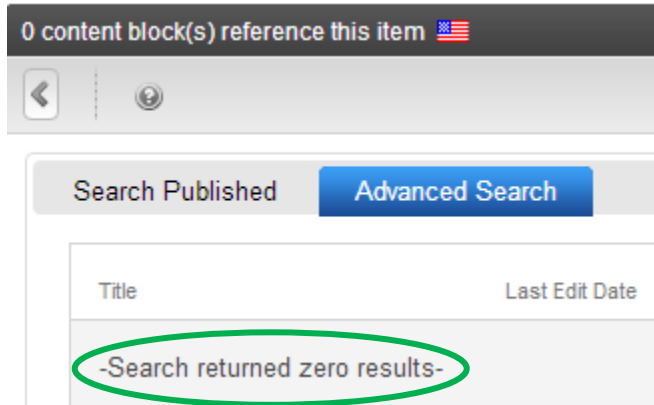 0 content block(s) reference this item
Search Published Advanced Search
Title Last Edit Date
-Search returned zero results-